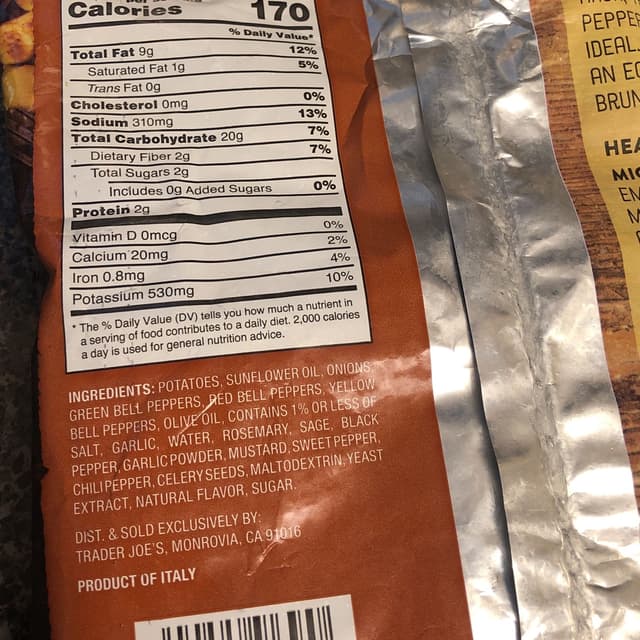 Calories 170
% Daily Value*
Total Fat 9g 12%
Saturated Fat 1g 5%
Trans Fat 0g
Cholesterol 0mg 0%
Sodium 310mg 13%
Total Carbohydrate 20g 7%
Dietary Fiber 2g 7%
Total Sugars 2g
Includes 0g Added Sugars 0%
Protein 2g
Vitamin D 0mcg 0%
Calcium 20mg 2%
Iron 0.8mg 4%
Potassium 530mg 10%
* The % Daily Value (DV) tells you how much a nutrient in
a serving of food contributes to a daily diet. 2,000 calories
a day is used for general nutrition advice.
INGREDIENTS: POTATOES, SUNFLOWER OIL, ONIONS,
GREEN BELL PEPPERS, RED BELL PEPPERS, YELLOW
BELL PEPPERS, OLIVE OIL, CONTAINS 1% OR LESS OF
SALT, GARLIC, WATER, ROSEMARY, SAGE, BLACK
PEPPER, GARLIC POWDER, MUSTARD, SWEET PEPPER,
CHILI PEPPER, CELERY SEEDS, MALTODEXTRIN, YEAST
EXTRACT, NATURAL FLAVOR, SUGAR.
DIST. & SOLD EXCLUSIVELY BY:
TRADER JOE'S, MONROVIA, CA 91016
PRODUCT OF ITALY
PEPPE
IDEAL
AN E
BRUN
HEA
MIC